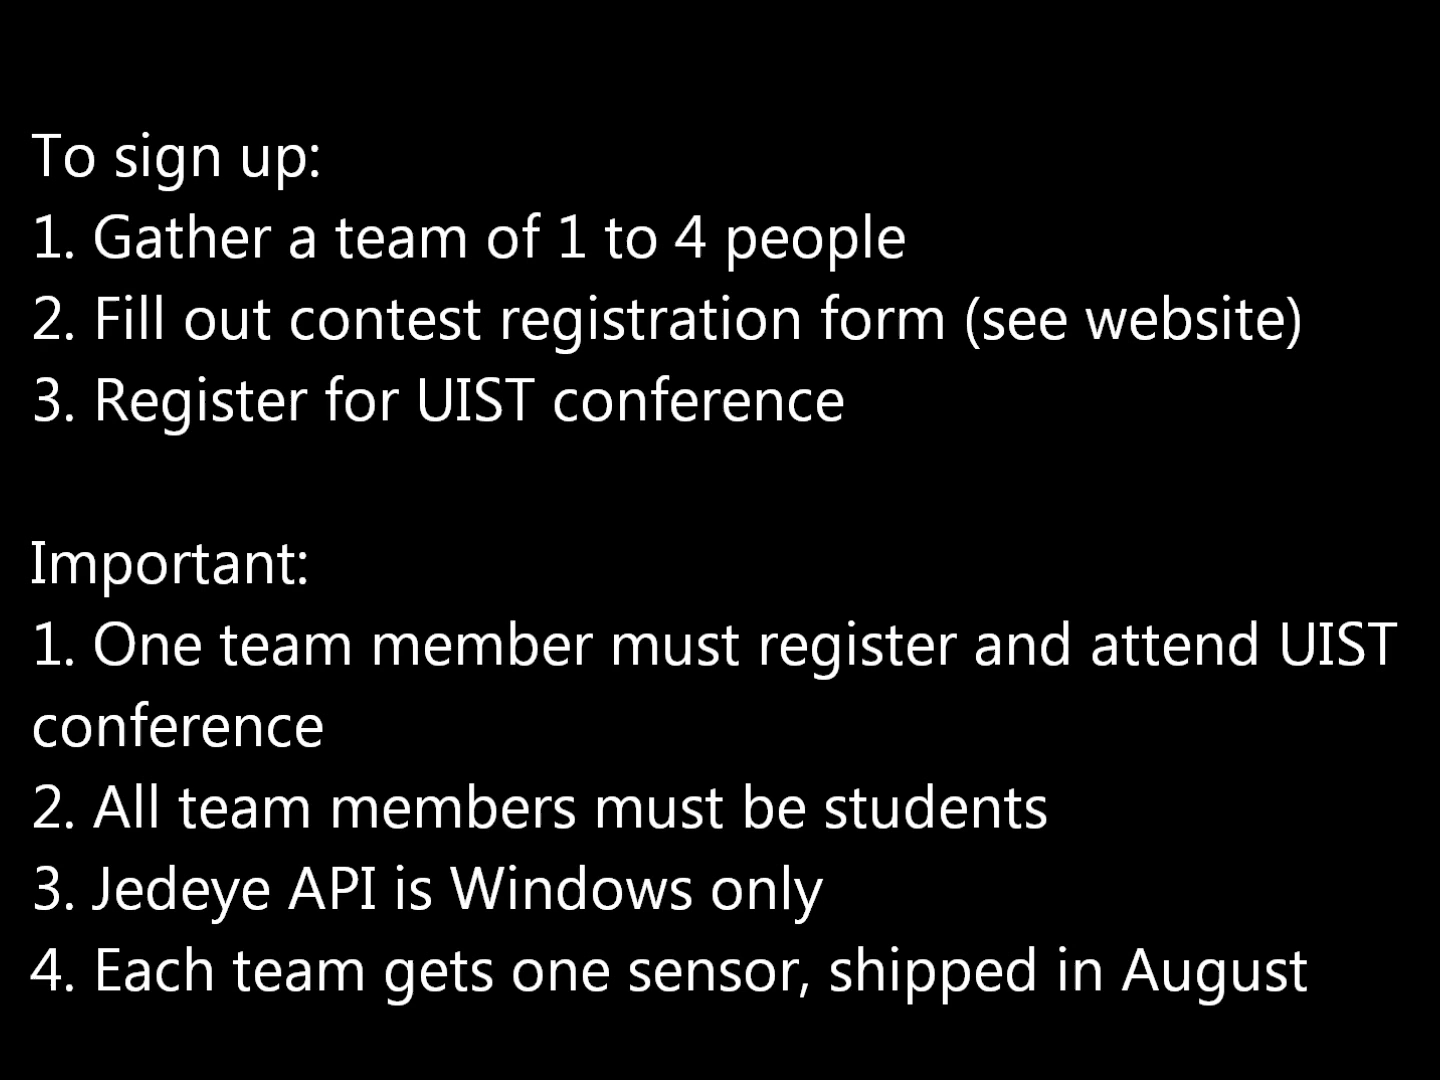 To sign up:
1. Gather a team of 1 to 4 people
2. Fill out contest registration form (see website)
3. Register for UIST conference
Important:
1. One team member must register and attend UIST
conference
2. All team members must be students
3. Jedeye API is Windows only
4. Each team gets one sensor, shipped in August